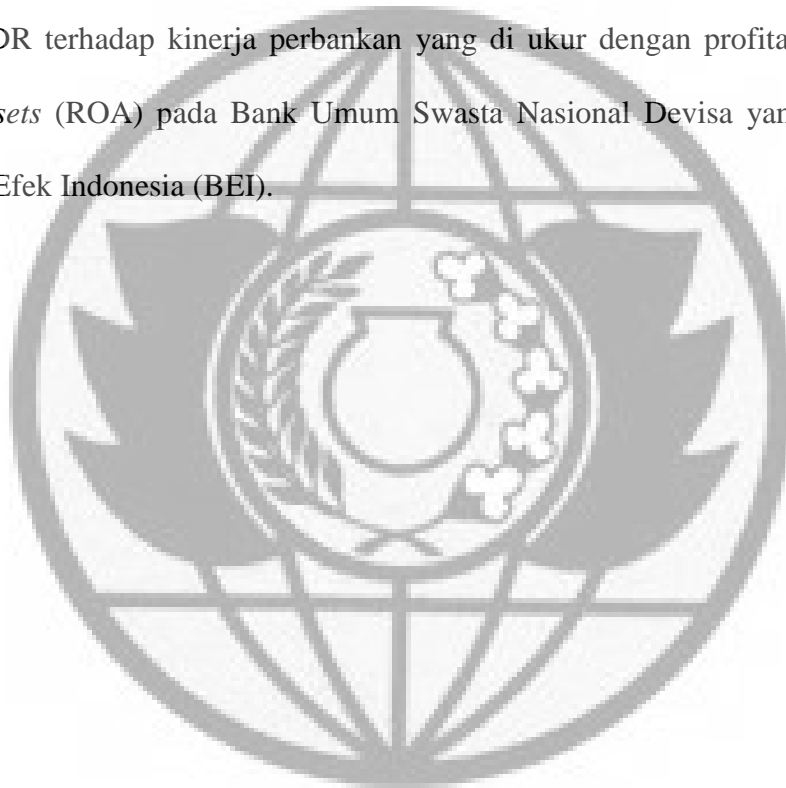 DR terhadap kinerja perbankan yang di ukur dengan profita
sets (ROA) pada Bank Umum Swasta Nasional Devisa yan
Efek Indonesia (BEI).